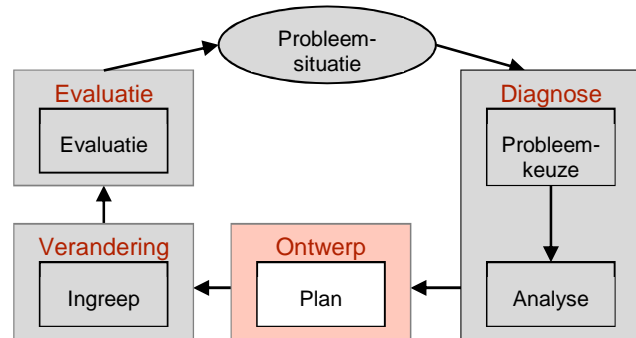 Probleem-
situatie
Evaluatie
Evaluatie
Diagnose
Probleem-
keuze
Verandering
Ingreep
Ontwerp
Plan
Analyse